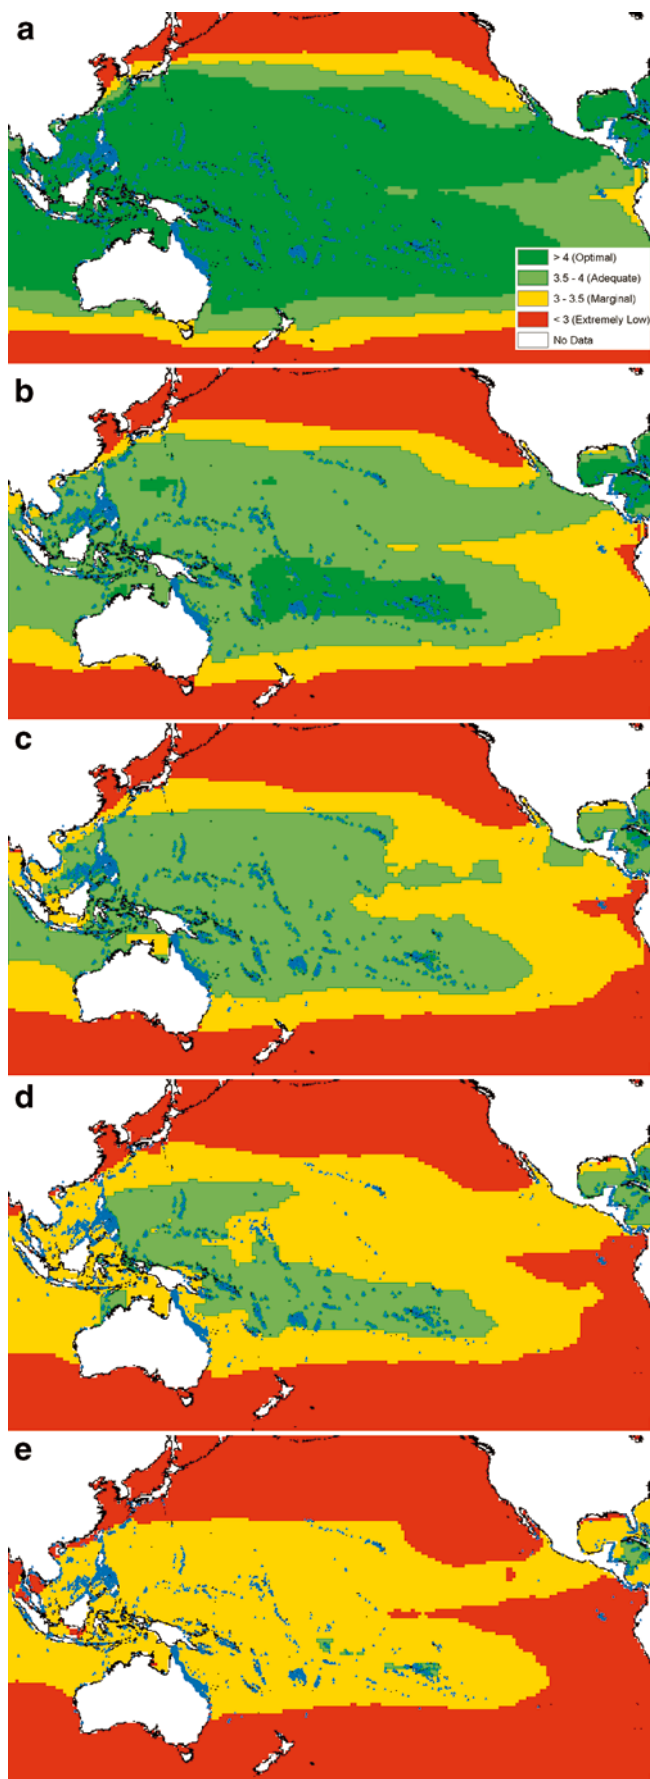 a
> 4 (Optimal)
3.5 - 4 (Adequate)
3 - 3.5 (Marginal)
< 3 (Extremely Low)
No Data
b
c
d
e